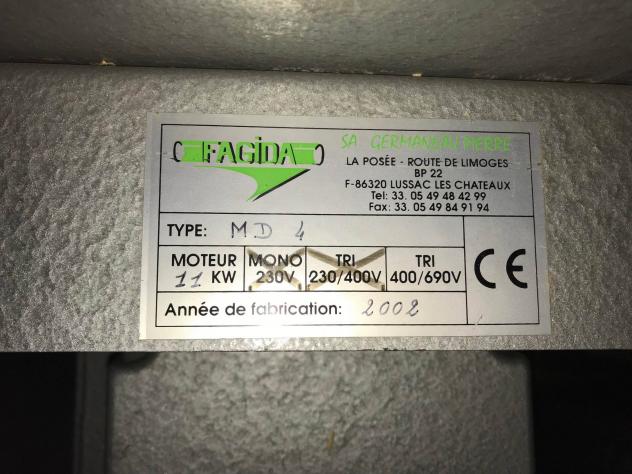 FAGIDA
SA GERMANEAU PIERRE
LA POSÉE - ROUTE DE LIMOGES
BP 22
F-86320 LUSSAC LES CHATEAUX
Tel: 33. 05 49 48 42 99
Fax: 33. 05 49 84 91 94
TYPE: MD 4
MOTEUR
11 KW
MONO
230V
TRI
230/400V
TRI
400/690V
CE
Année de fabrication: 2002